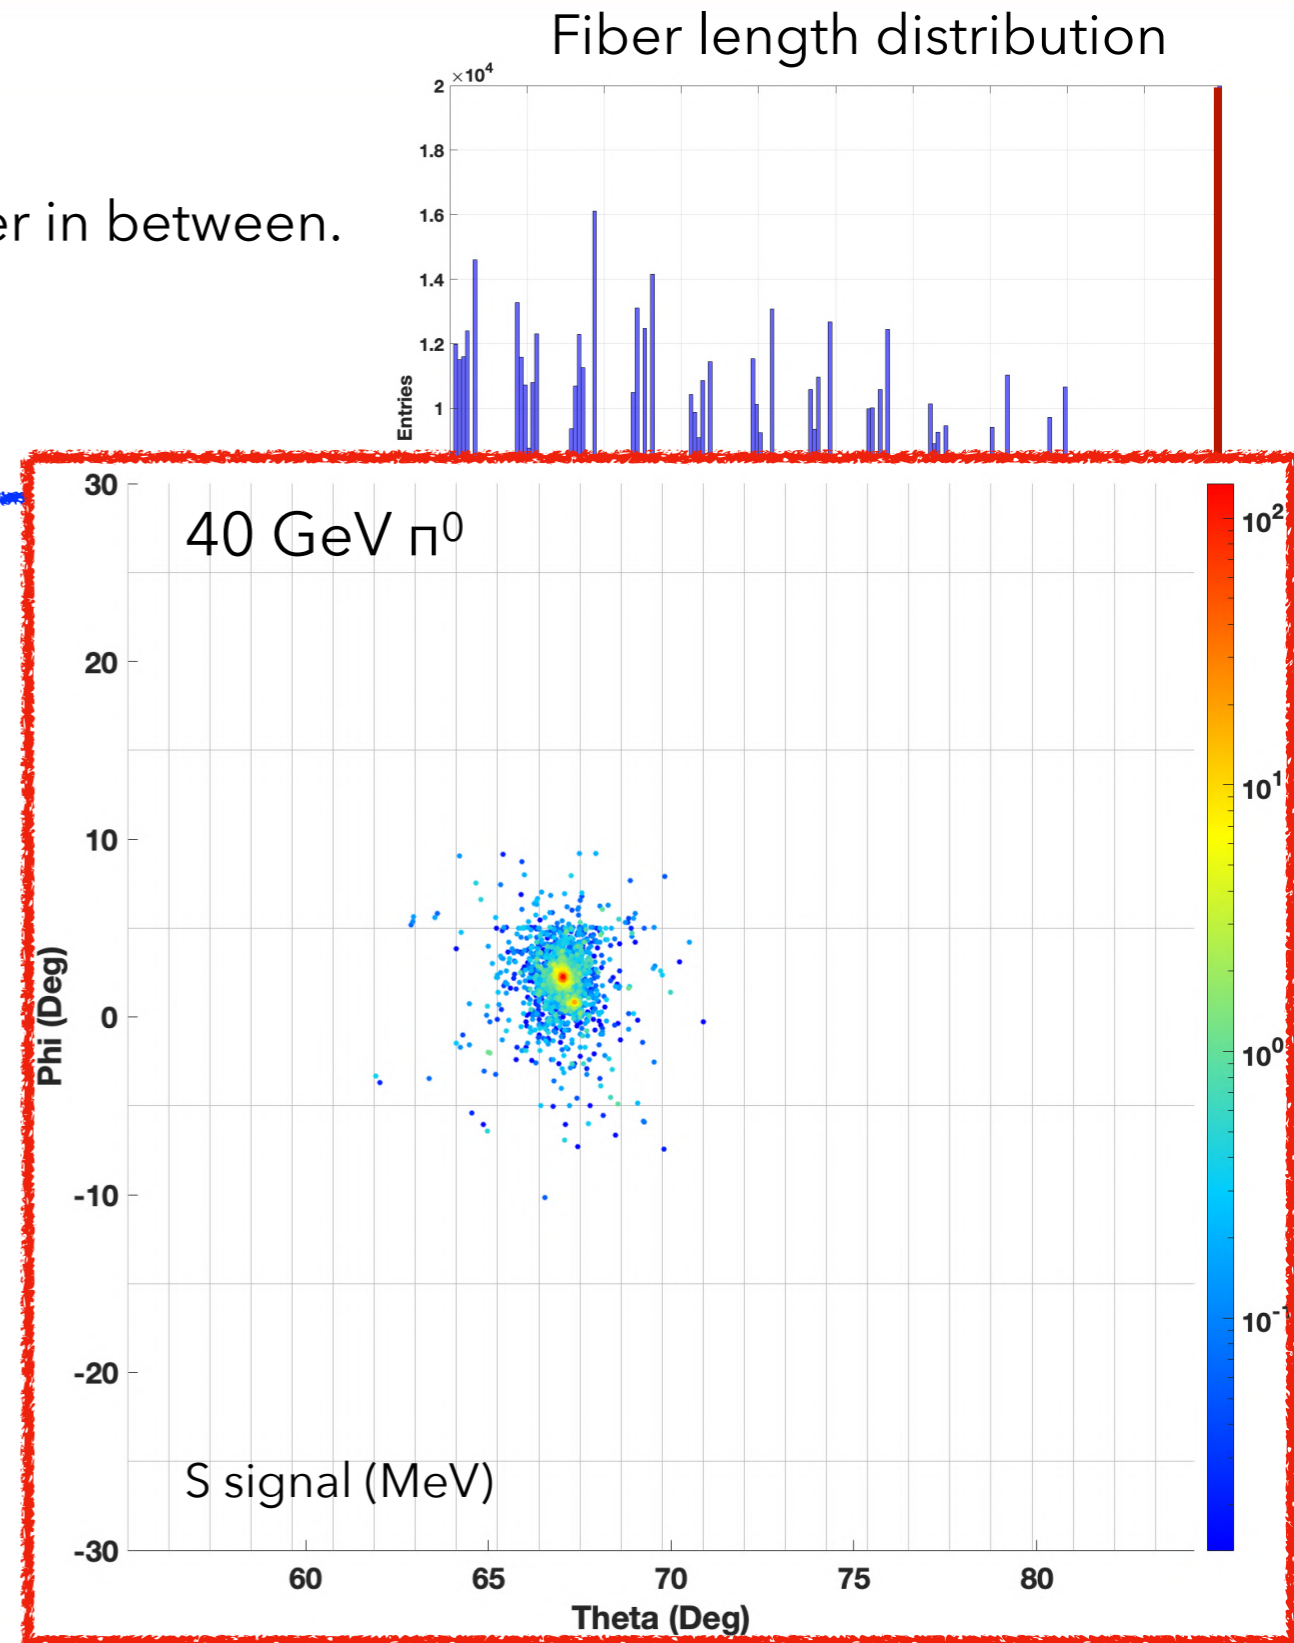 Fiber length distribution
×10⁴
2
1.8
er in between.
1.6
1.4
1.2
1
Entries
30
40 GeV π⁰
10²
20
10¹
10
0
10⁰
Phi (Deg)
-10
10⁻¹
-20
S signal (MeV)
-30
60 65 70 75 80
Theta (Deg)